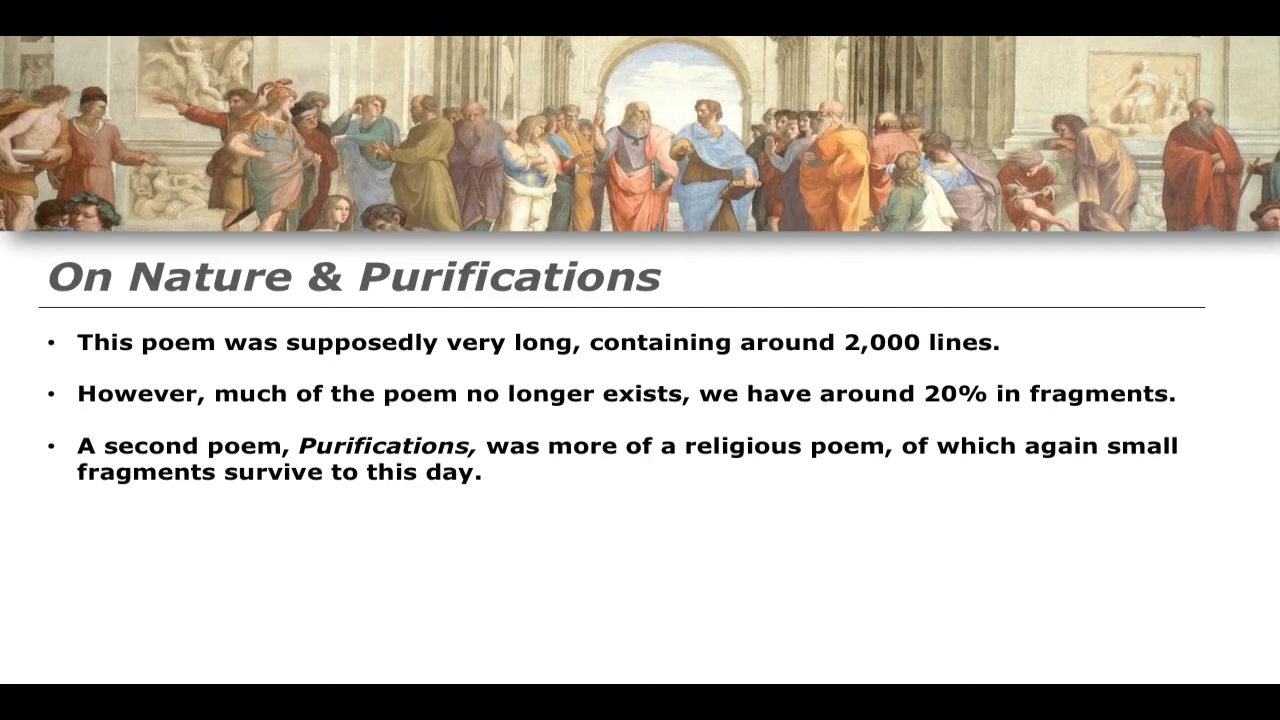 On Nature & Purifications
• This poem was supposedly very long, containing around 2,000 lines.
• However, much of the poem no longer exists, we have around 20% in fragments.
• A second poem, Purifications, was more of a religious poem, of which again small
fragments survive to this day.